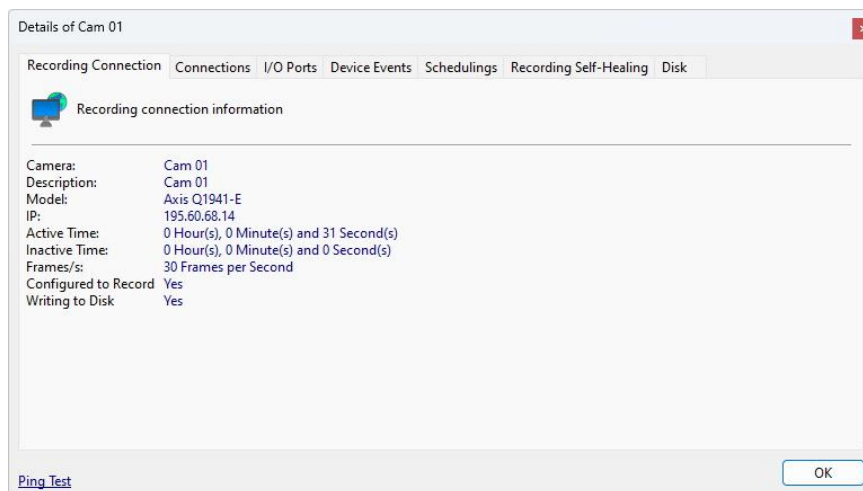 Details of Cam 01
Recording Connection Connections I/O Ports Device Events Schedulings Recording Self-Healing Disk
Recording connection information
Camera: Cam 01
Description: Cam 01
Model: Axis Q1941-E
IP: 195.60.68.14
Active Time: 0 Hour(s), 0 Minute(s) and 31 Second(s)
Inactive Time: 0 Hour(s), 0 Minute(s) and 0 Second(s)
Frames/s: 30 Frames per Second
Configured to Record Yes
Writing to Disk Yes
Ping Test
OK